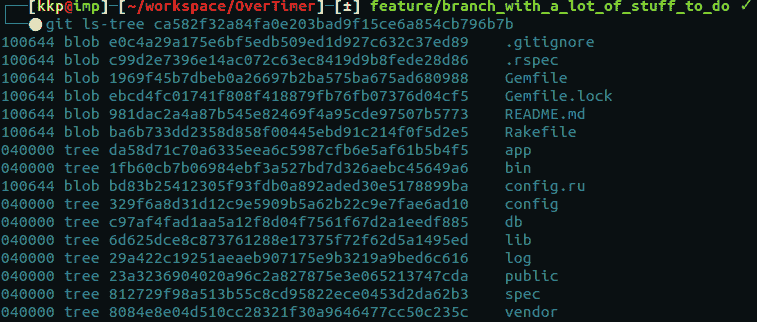 [kkp@imp]-[~/workspace/OverTimer]-[±] feature/branch_with_a_lot_of_stuff_to_do ✓
git ls-tree ca582f32a84fa0e203bad9f15ce6a854cb796b7b
100644 blob e0c4a29a175e6bf5edb509ed1d927c632c37ed89 .gitignore
100644 blob c99d2e7396e14ac072c63ec8419d9b8fede28d86 .rspec
100644 blob 1969f45b7dbeb0a26697b2ba575ba675ad680988 Gemfile
100644 blob ebcd4fc01741f808f418879fb76fb07376d04cf5 Gemfile.lock
100644 blob 981dac2a4a87b545e82469f4a95cde97507b5773 README.md
100644 blob ba6b733dd2358d858f00445ebd91c214f0f5d2e5 Rakefile
040000 tree da58d71c70a6335eea6c5987cfb6e5af61b5b4f5 app
040000 tree 1fb60cb7b06984ebf3a527bd7d326aebc45649a6 bin
100644 blob bd83b25412305f93fdb0a892aded30e5178899ba config.ru
040000 tree 329f6a8d31d12c9e5909b5a62b22c9e7fae6ad10 config
040000 tree c97af4fad1aa5a12f8d04f7561f67d2a1eedf885 db
040000 tree 6d625dce8c873761288e17375f72f62d5a1495ed lib
040000 tree 29a422c19251aeaeb907175e9b3219a9bed6c616 log
040000 tree 23a3236904020a96c2a827875e3e065213747cda public
040000 tree 812729f98a513b55c8cd95822ece0453d2da62b3 spec
040000 tree 8084e8e04d510cc28321f30a9646477cc50c235c vendor